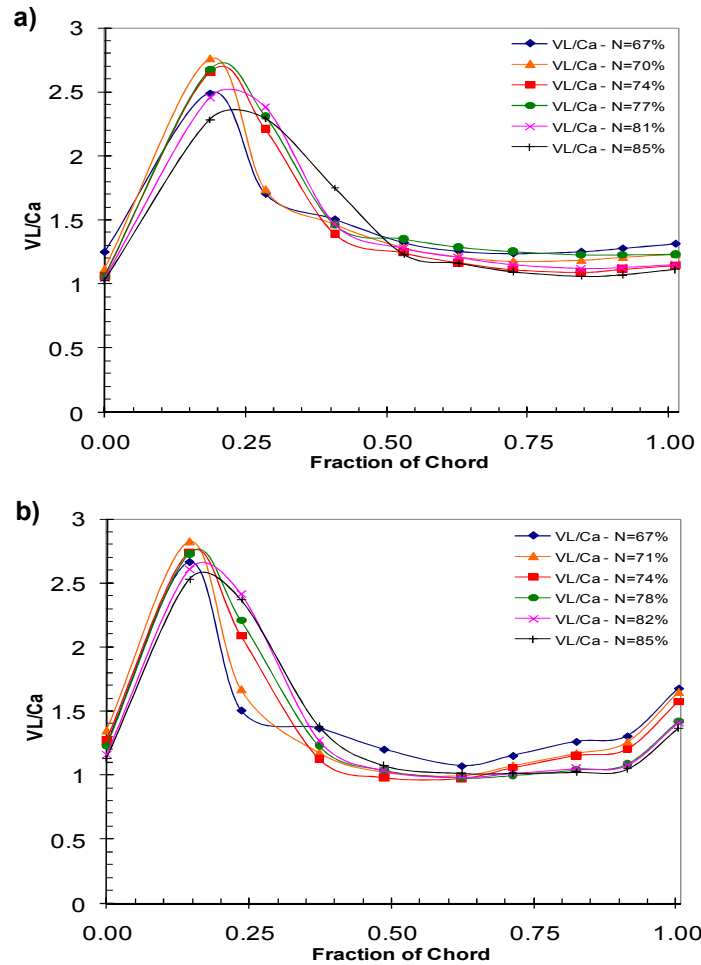 a)
3
2.5
2
1.5
1
0.5
0
VL/Ca
0.00
0.25
0.50
0.75
1.00
Fraction of Chord
VL/Ca - N=67%
VL/Ca - N=70%
VL/Ca - N=74%
VL/Ca - N=77%
VL/Ca - N=81%
VL/Ca - N=85%
b)
3
2.5
2
1.5
1
0.5
0
VL/Ca
0.00
0.25
0.50
0.75
1.00
Fraction of Chord
VL/Ca - N=67%
VL/Ca - N=71%
VL/Ca - N=74%
VL/Ca - N=78%
VL/Ca - N=82%
VL/Ca - N=85%